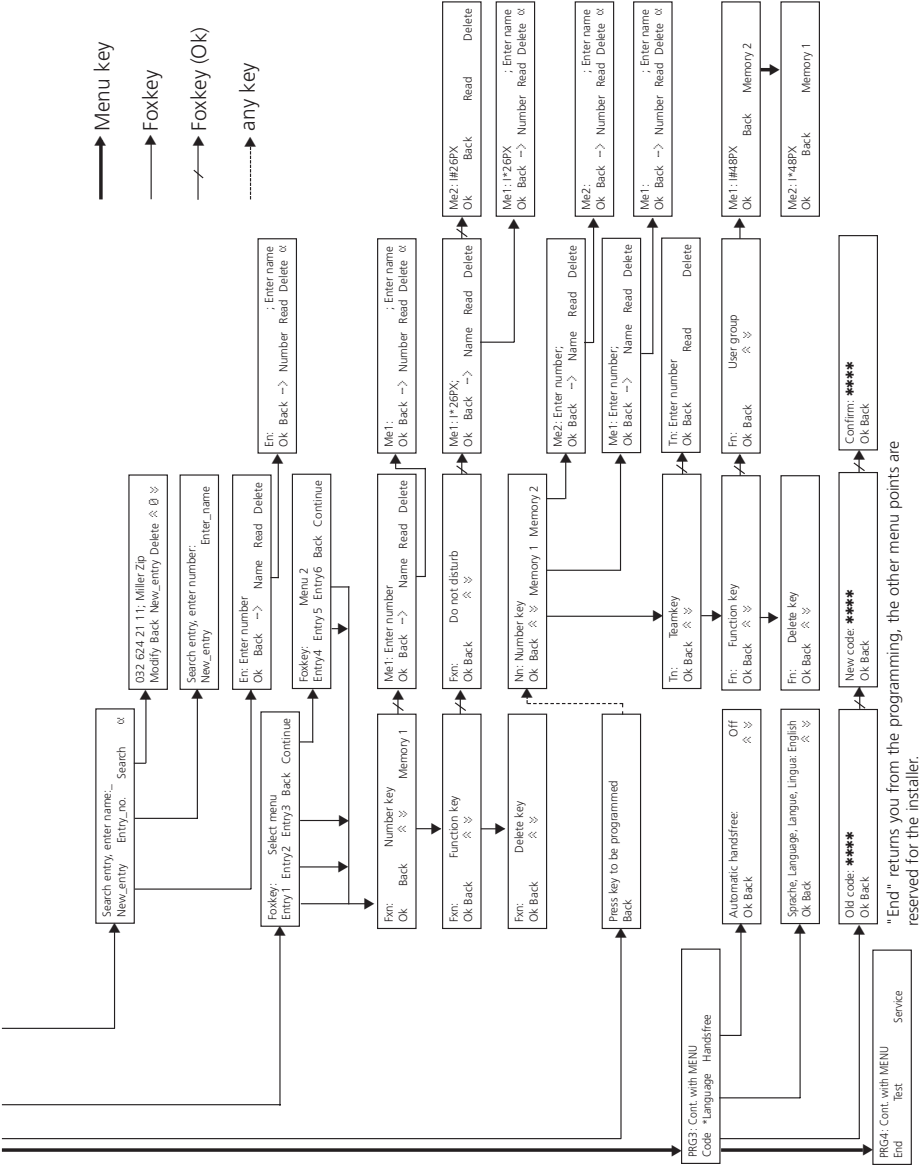 Menu key
Foxkey
Foxkey (Ok)
any key
Search entry, enter name:_
New_entry Entry_no. Search α
032 624 21 11; Miller Zip
Modify Back New_entry Delete
Search entry, enter number:
New_entry Enter_name
En: Enter number
Ok Back --> Name Read Delete
En: ; Enter name
Ok Back --> Number Read Delete α
Foxkey: Select menu
Entry1 Entry2 Entry3 Back Continue
Foxkey: Menu 2
Entry4 Entry 5 Entry6 Back Continue
Fxn: Number key
Ok Back Memory 1
Me1: Enter number
Ok Back --> Name Read Delete
Me1: ; Enter name
Ok Back --> Number Read Delete α
Fxn: Function key
Ok Back
Fxn: Do not disturb
Ok Back
Me1: I*26PX;
Ok Back --> Name Read Delete
Me2: I#26PX
Ok Back Read Delete
Me1: I*26PX ; Enter name
Ok Back --> Number Read Delete α
Fxn: Delete key
Ok Back
Press key to be programmed
Back
Nn: Number key
Ok Back Memory 1 Memory 2
Me2: Enter number;
Ok Back --> Name Read Delete
Me2: ; Enter name
Ok Back --> Number Read Delete α
Me1: Enter number;
Ok Back --> Name Read Delete
Me1: ; Enter name
Ok Back --> Number Read Delete α
Tn: Teamkey
Ok Back
Tn: Enter number
Ok Back Read Delete
Fn: Function key
Ok Back
Fn: User group
Ok Back
Me1: I#48PX
Ok Back Memory 2
Me2: I*48PX
Ok Back Memory 1
Fn: Delete key
Ok Back
PRG3: Cont. with MENU
Code *Language Handsfree
Automatic handsfree: Off
Ok Back
Sprache, Language, Langue, Lingua: English
Ok Back
Old code: ****
Ok Back
New code: ****
Ok Back
Confirm: ****
Ok Back
PRG4: Cont. with MENU
End Test Service
"End" returns you from the programming, the other menu points are
reserved for the installer.